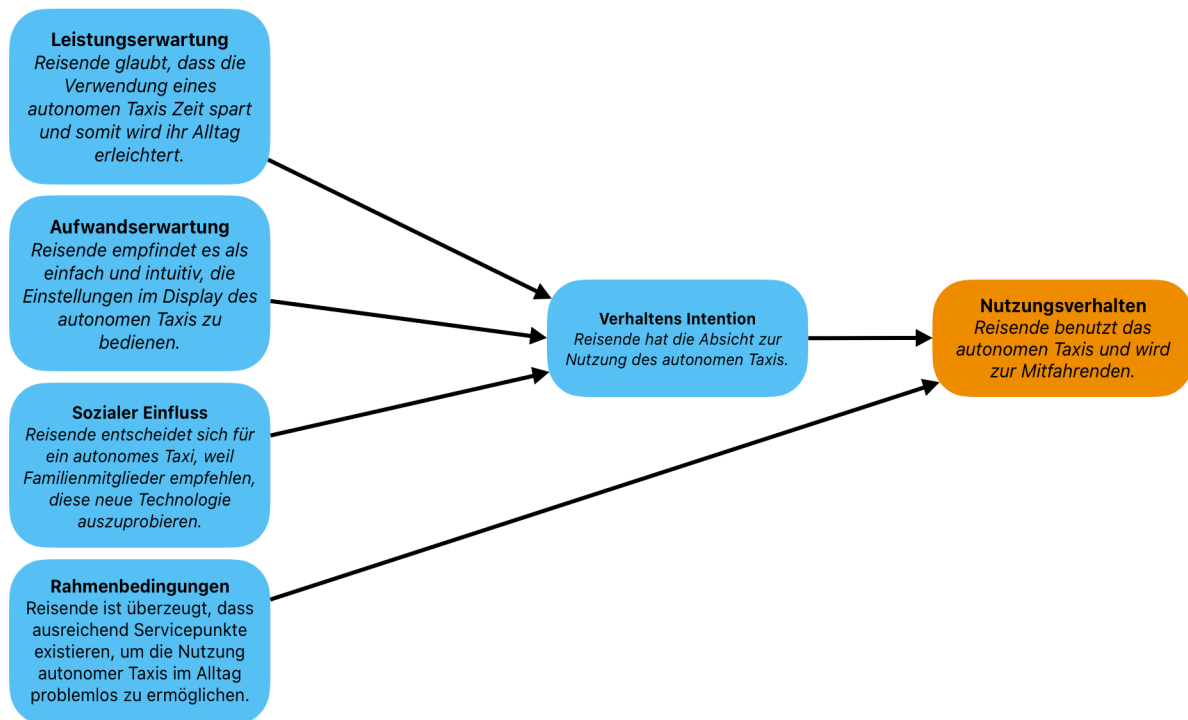 Leistungserwartung
Reisende glaubt, dass die
Verwendung eines
autonomen Taxis Zeit spart
und somit wird ihr Alltag
erleichtert.
Aufwandserwartung
Reisende empfindet es als
einfach und intuitiv, die
Einstellungen im Display des
autonomen Taxis zu
bedienen.
Sozialer Einfluss
Reisende entscheidet sich für
ein autonomes Taxi, weil
Familienmitglieder empfehlen,
diese neue Technologie
auszuprobieren.
Rahmenbedingungen
Reisende ist überzeugt, dass
ausreichend Servicepunkte
existieren, um die Nutzung
autonomer Taxis im Alltag
problemlos zu ermöglichen.
Verhaltens Intention
Reisende hat die Absicht zur
Nutzung des autonomen Taxis.
Nutzungsverhalten
Reisende benutzt das
autonomen Taxis und wird
zur Mitfahrenden.